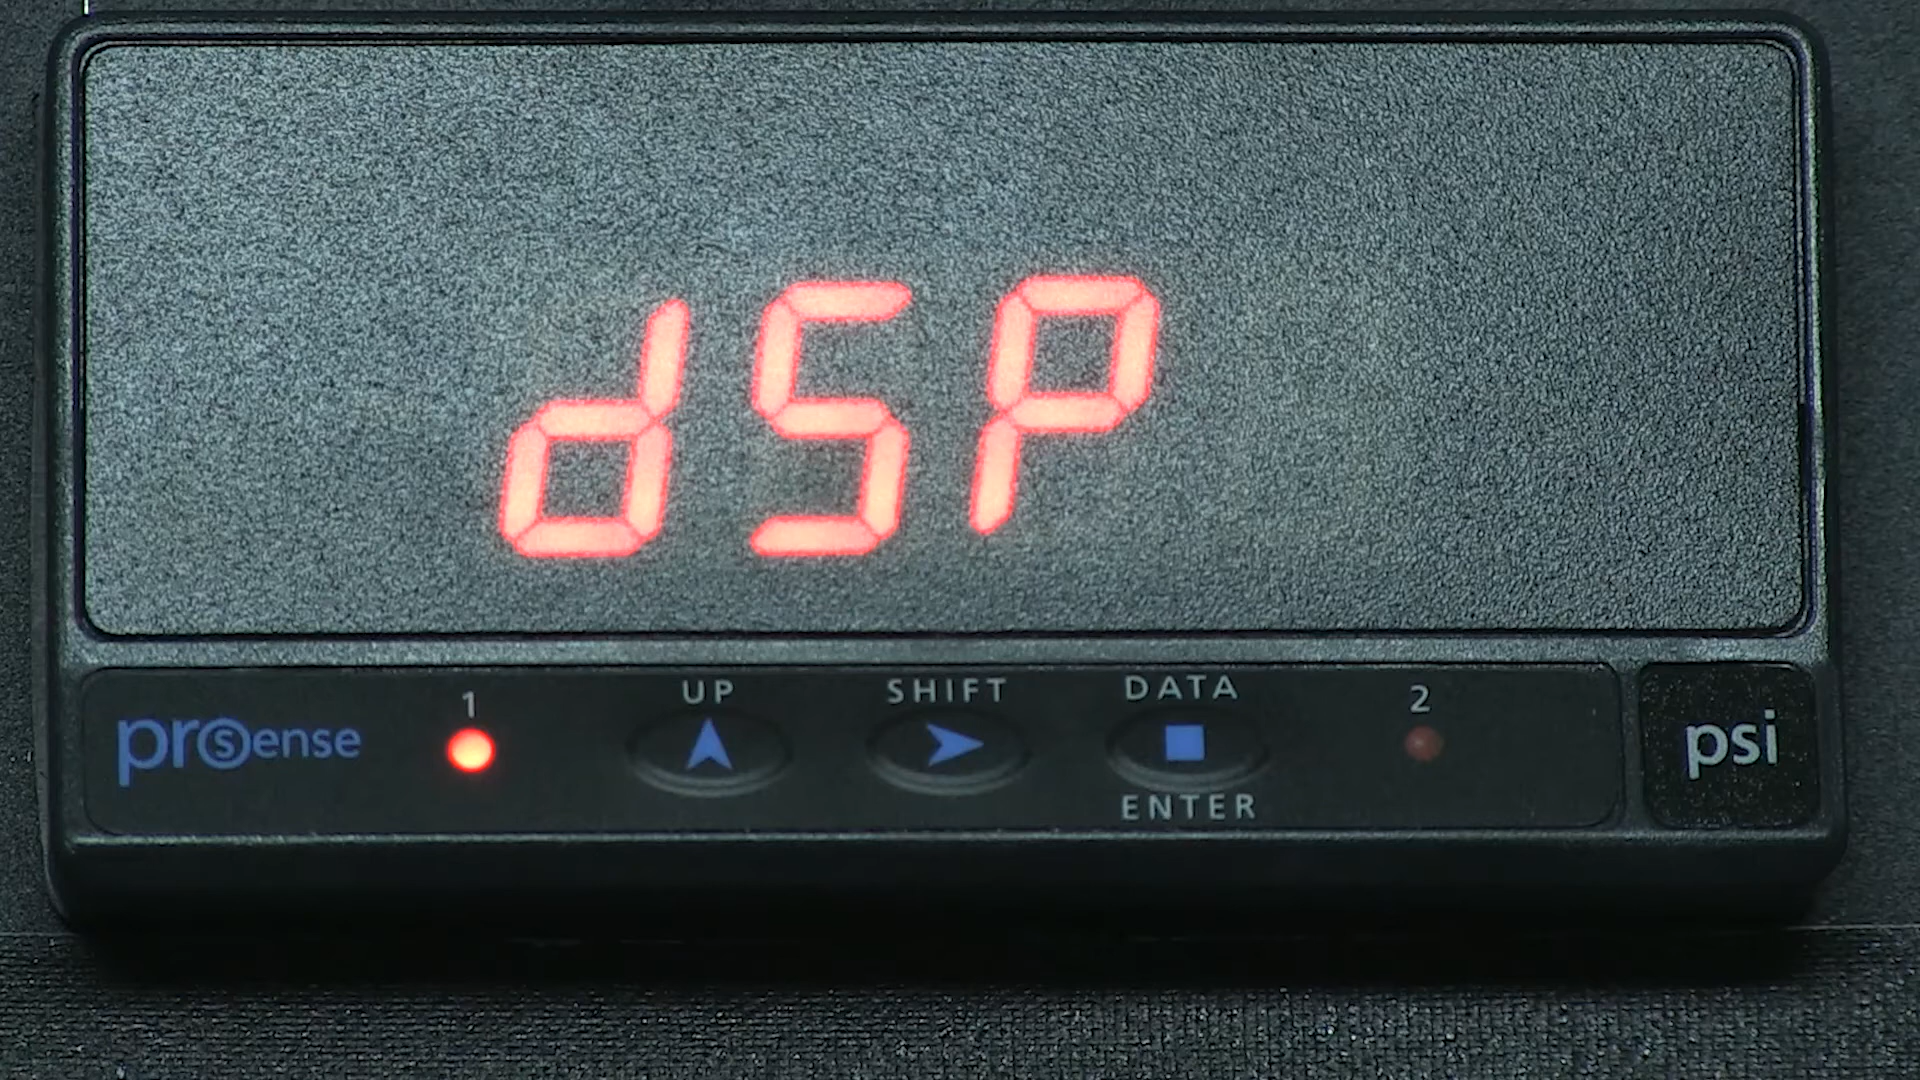 dSP
prosense
1
UP
SHIFT
DATA
ENTER
2
psi